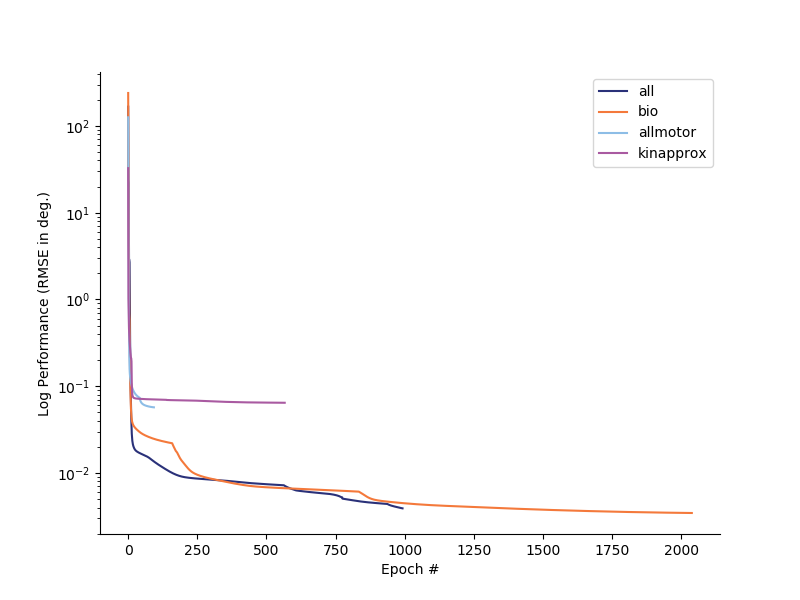 all
bio
allmotor
kinapprox
Log Performance (RMSE in deg.)
10²
10¹
10⁰
10⁻¹
10⁻²
0 250 500 750 1000 1250 1500 1750 2000
Epoch #